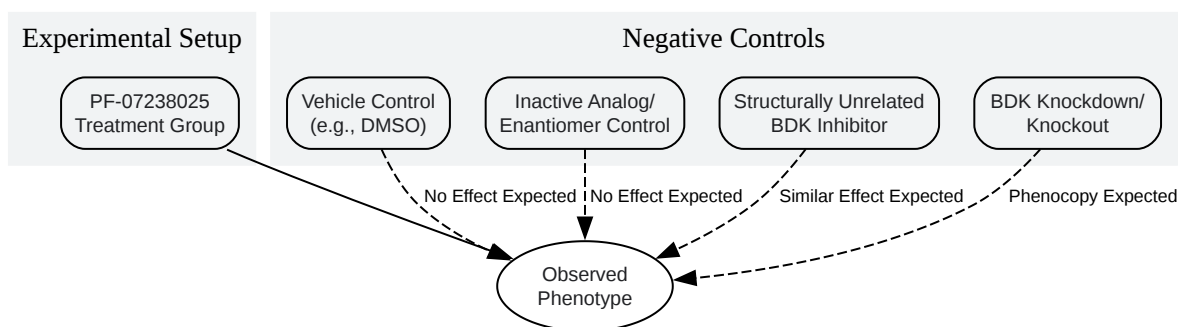 Experimental Setup
Negative Controls
PF-07238025
Treatment Group
Vehicle Control
(e.g., DMSO)
Inactive Analog/
Enantiomer Control
Structurally Unrelated
BDK Inhibitor
BDK Knockdown/
Knockout
No Effect Expected
No Effect Expected
Similar Effect Expected
Phenocopy Expected
Observed
Phenotype